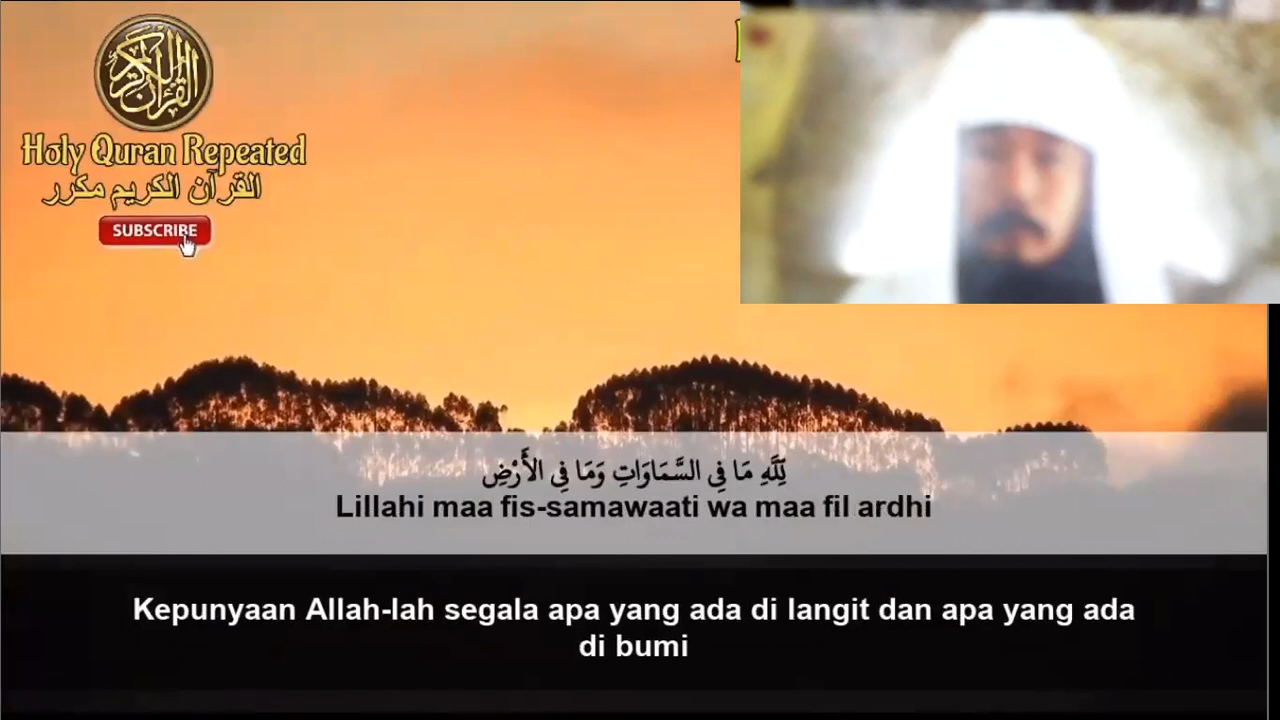 القرآن الكريم
Holy Quran Repeated
القرآن الكريم مكرر
SUBSCRIBE
لِلَّهِ مَا فِي السَّمَاوَاتِ وَمَا فِي الْأَرْضِ
Lillahi maa fis-samawaati wa maa fil ardhi
Kepunyaan Allah-lah segala apa yang ada di langit dan apa yang ada
di bumi